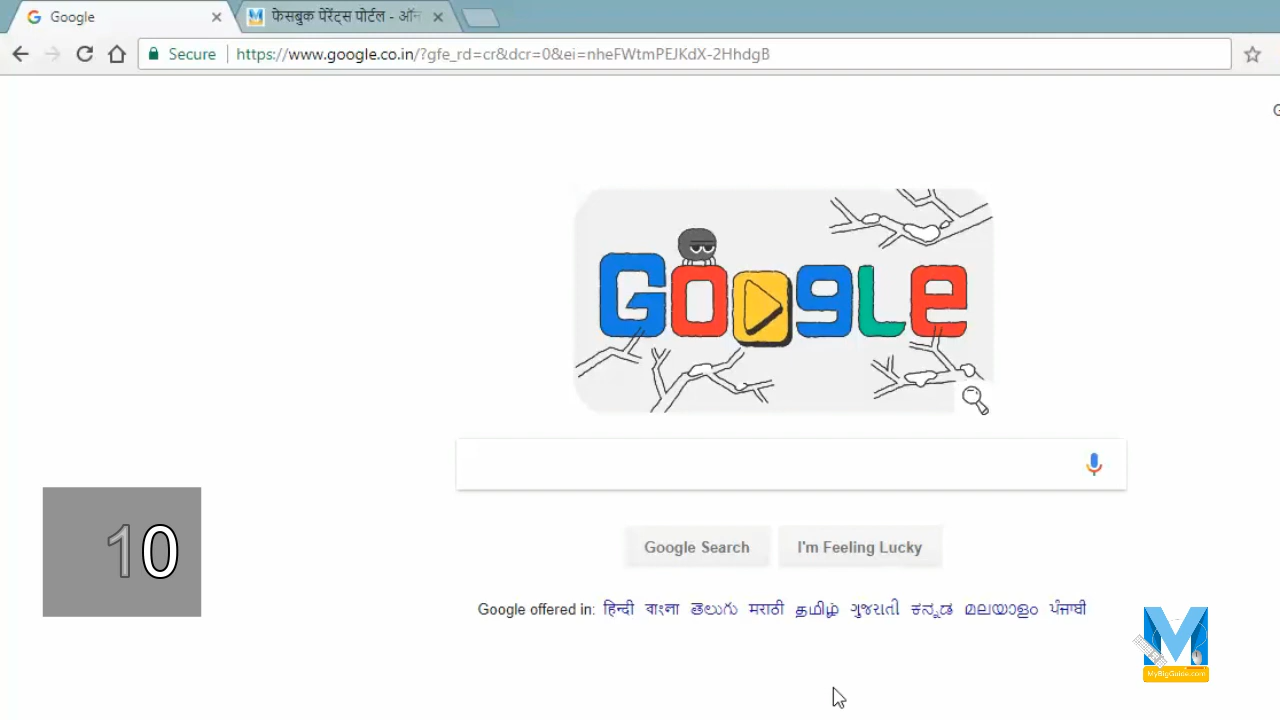 Google
फेसबुक पेरेंट्स पोर्टल - ऑन
Secure
https://www.google.co.in/?gfe_rd=cr&dcr=0&ei=nheFWtmPEJKdX-2HhdgB
G
Google
10
Google Search
I'm Feeling Lucky
Google offered in: हिन्दी বাংলা తెలుగు मराठी தமிழ் ગુજરાતી ಕನ್ನಡ മലയാളം ਪੰਜਾਬੀ
M
MyBigGuide.com